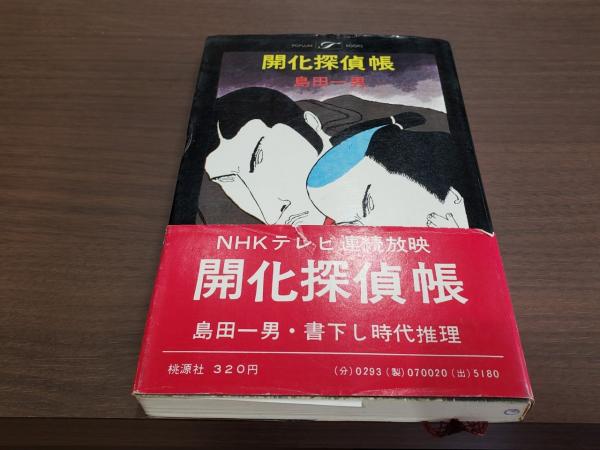 POPULAR BOOKS
開化探偵帳
島田一男
NHKテレビ連続放映
開化探偵帳
島田一男・書下し時代推理
桃源社 320円
(分)0293(製)070020(出)5180